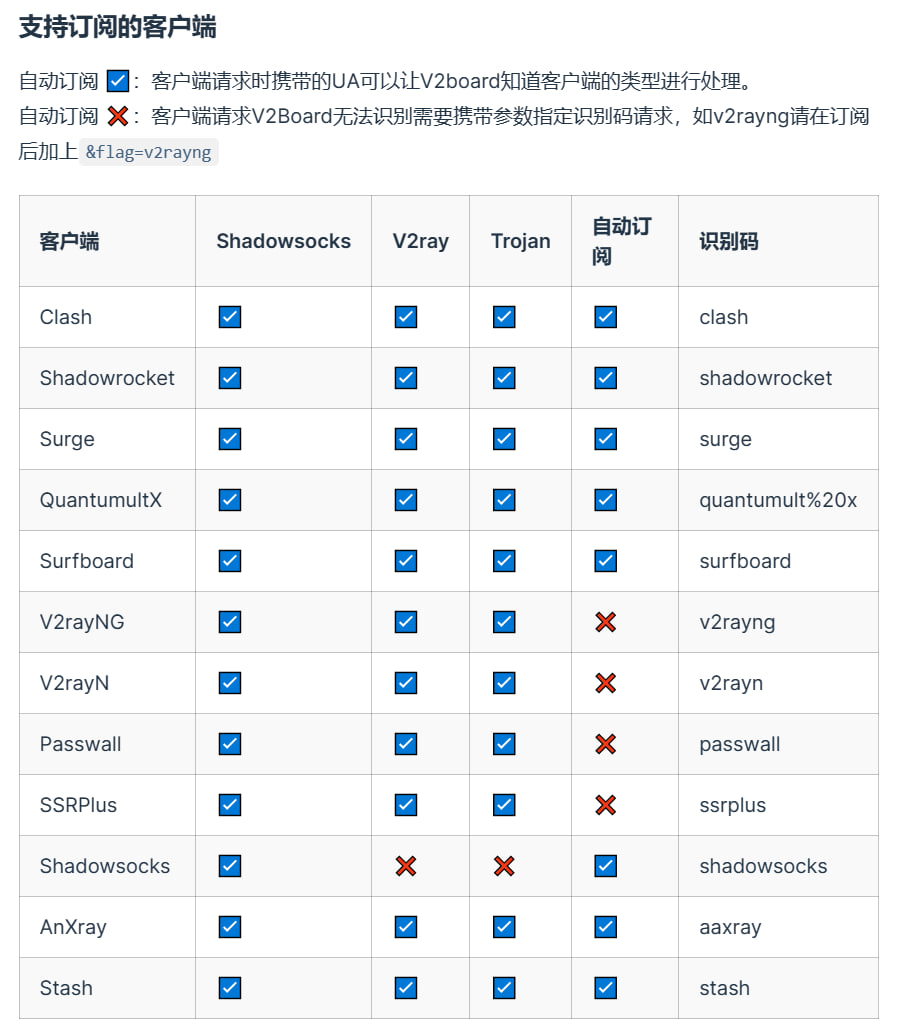 支持订阅的客户端
自动订阅 ✅：客户端请求时携带的UA可以让V2board知道客户端的类型进行处理。
自动订阅 ❌：客户端请求V2Board无法识别需要携带参数指定识别码请求，如v2rayng请在订阅
后加上 &flag=v2rayng
客户端 Shadowsocks V2ray Trojan 自动订
阅 识别码
Clash ✅ ✅ ✅ ✅ clash
Shadowrocket ✅ ✅ ✅ ✅ shadowrocket
Surge ✅ ✅ ✅ ✅ surge
QuantumultX ✅ ✅ ✅ ✅ quantumult%20x
Surfboard ✅ ✅ ✅ ✅ surfboard
V2rayNG ✅ ✅ ✅ ❌ v2rayng
V2rayN ✅ ✅ ✅ ❌ v2rayn
Passwall ✅ ✅ ✅ ❌ passwall
SSRPlus ✅ ✅ ✅ ❌ ssrplus
Shadowsocks ✅ ❌ ❌ ✅ shadowsocks
AnXray ✅ ✅ ✅ ✅ aaxray
Stash ✅ ✅ ✅ ✅ stash